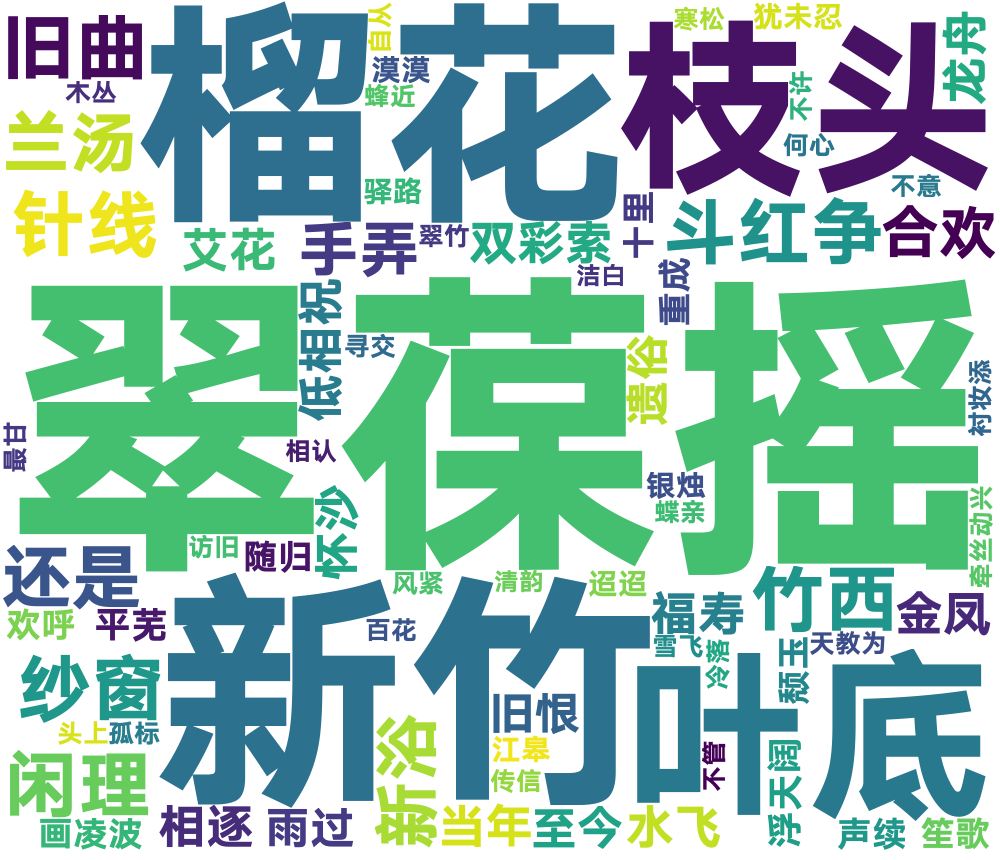 旧曲
榴花
枝头
龙舟
自从
寒松
犹未忍
漠漠
木丛
蜂近
不许
兰汤
何心
驿路
不意
针线
艾花
手弄
翠竹
双彩索
十里
斗红争
合欢
洁白
重成
翠葆摇
低相祝
寻交
遗俗
衬妆添
最甘
相认
银烛
蝶亲
怀沙
牵丝动兴
访旧
随归
还是
风紧
清韵
迢迢
竹西
福寿
金凤
欢呼
平芜
新竹
百花
雪飞
天教为
冷落
颓玉
叶底
纱窗
头上
孤标
旧恨
新浴
江皋
不管
浮天阔
传信
闲理
画凌波
相逐
雨过
当年
至今
水飞
声续
笙歌